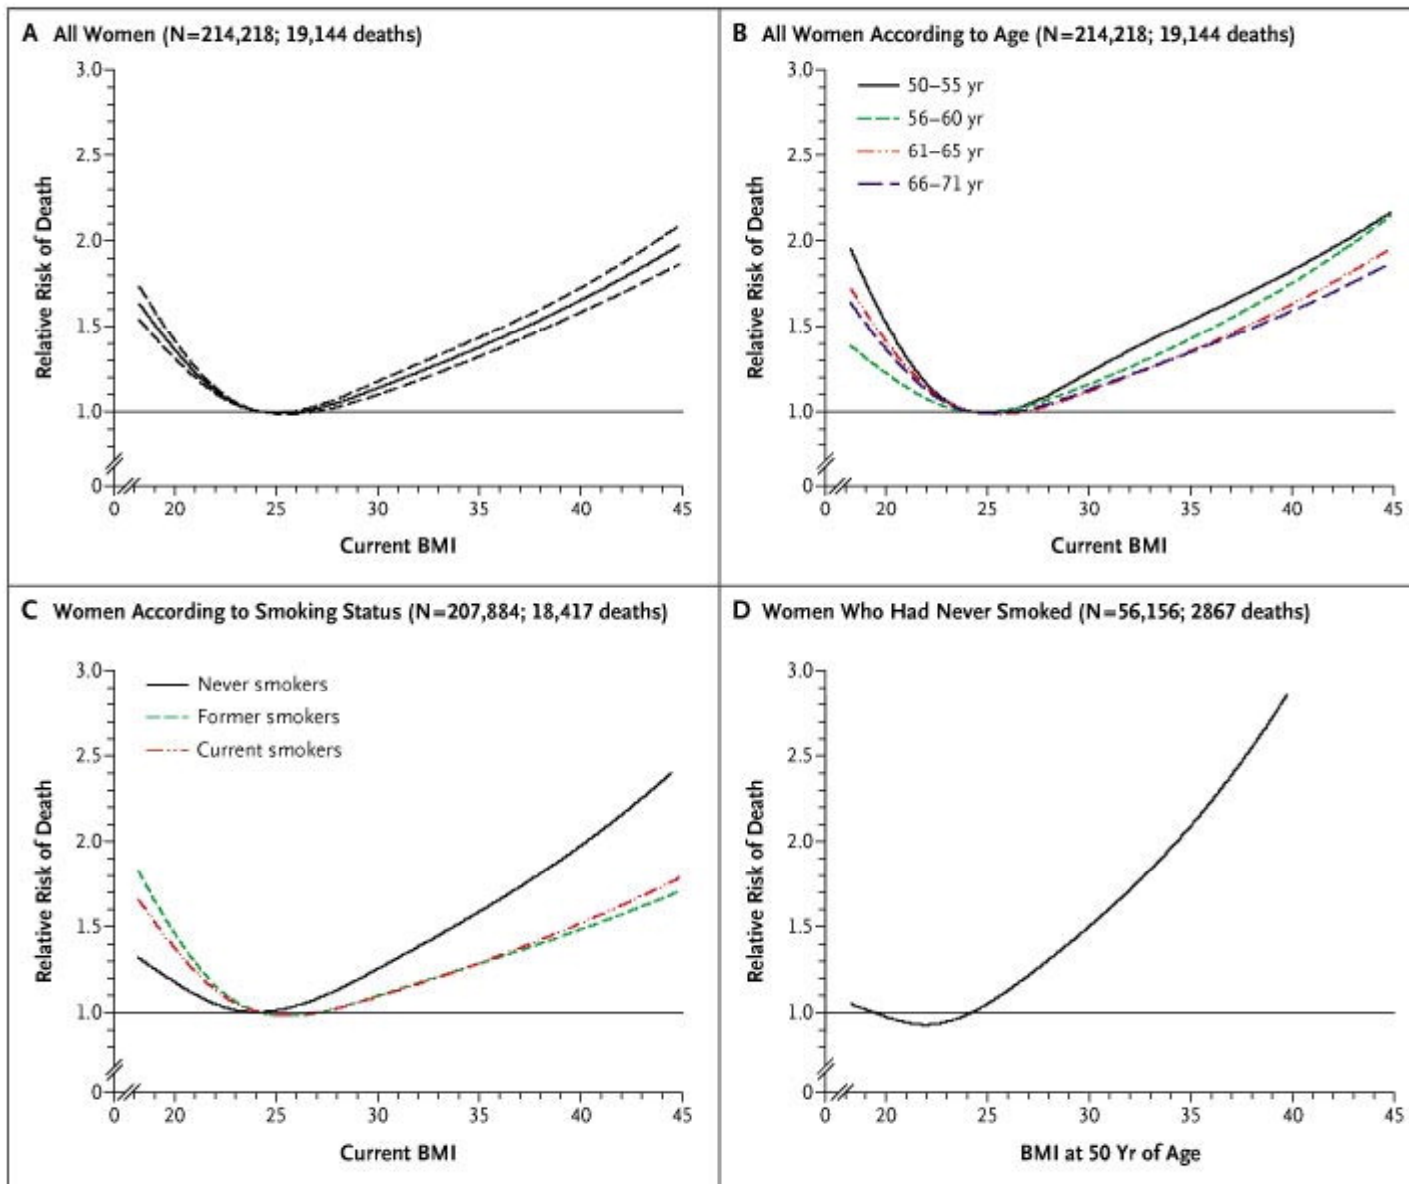 A All Women (N=214,218; 19,144 deaths)
3.0
2.5
2.0
1.5
1.0
0
Relative Risk of Death
0 20 25 30 35 40 45
Current BMI
B All Women According to Age (N=214,218; 19,144 deaths)
50–55 yr
56–60 yr
61–65 yr
66–71 yr
3.0
2.5
2.0
1.5
1.0
0
Relative Risk of Death
0 20 25 30 35 40 45
Current BMI
C Women According to Smoking Status (N=207,884; 18,417 deaths)
Never smokers
Former smokers
Current smokers
3.0
2.5
2.0
1.5
1.0
0
Relative Risk of Death
0 20 25 30 35 40 45
Current BMI
D Women Who Had Never Smoked (N=56,156; 2867 deaths)
3.0
2.5
2.0
1.5
1.0
0
Relative Risk of Death
0 20 25 30 35 40 45
BMI at 50 Yr of Age